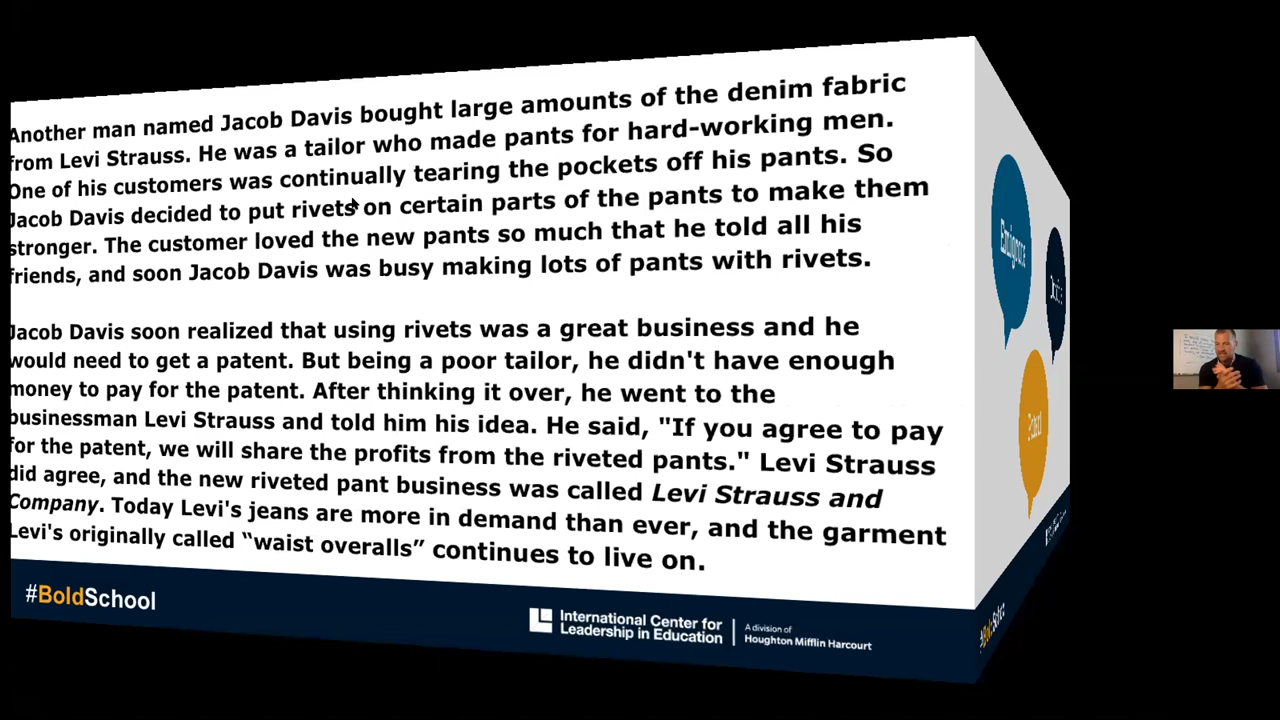 Another man named Jacob Davis bought large amounts of the denim fabric
from Levi Strauss. He was a tailor who made pants for hard-working men.
One of his customers was continually tearing the pockets off his pants. So
Jacob Davis decided to put rivets on certain parts of the pants to make them
stronger. The customer loved the new pants so much that he told all his
friends, and soon Jacob Davis was busy making lots of pants with rivets.
Jacob Davis soon realized that using rivets was a great business and he
would need to get a patent. But being a poor tailor, he didn't have enough
money to pay for the patent. After thinking it over, he went to the
businessman Levi Strauss and told him his idea. He said, "If you agree to pay
for the patent, we will share the profits from the riveted pants." Levi Strauss
did agree, and the new riveted pant business was called Levi Strauss and
Company. Today Levi's jeans are more in demand than ever, and the garment
Levi's originally called “waist overalls” continues to live on.
#BoldSchool
International Center for
Leadership in Education
A division of
Houghton Mifflin Harcourt
Emigrate
Patent